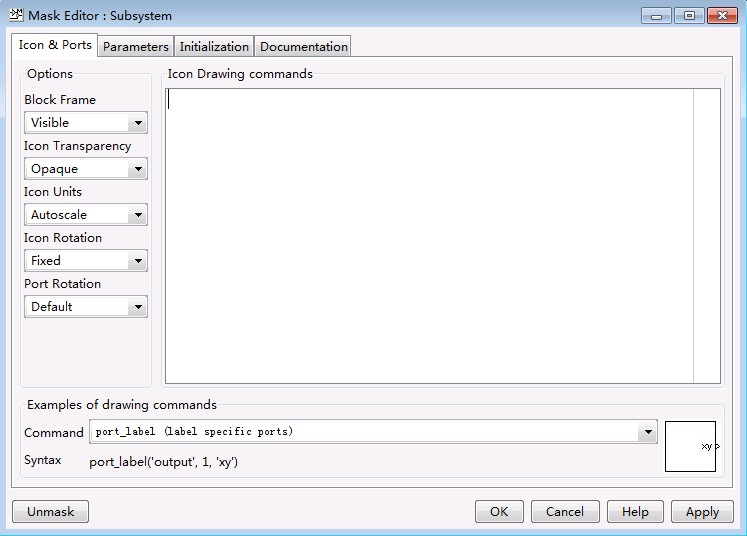 Mask Editor : Subsystem
Icon & Ports
Parameters
Initialization
Documentation
Options
Icon Drawing commands
Block Frame
Visible
Icon Transparency
Opaque
Icon Units
Autoscale
Icon Rotation
Fixed
Port Rotation
Default
Examples of drawing commands
Command
port_label (label specific ports)
xy
Syntax
port_label('output', 1, 'xy')
Unmask
OK
Cancel
Help
Apply